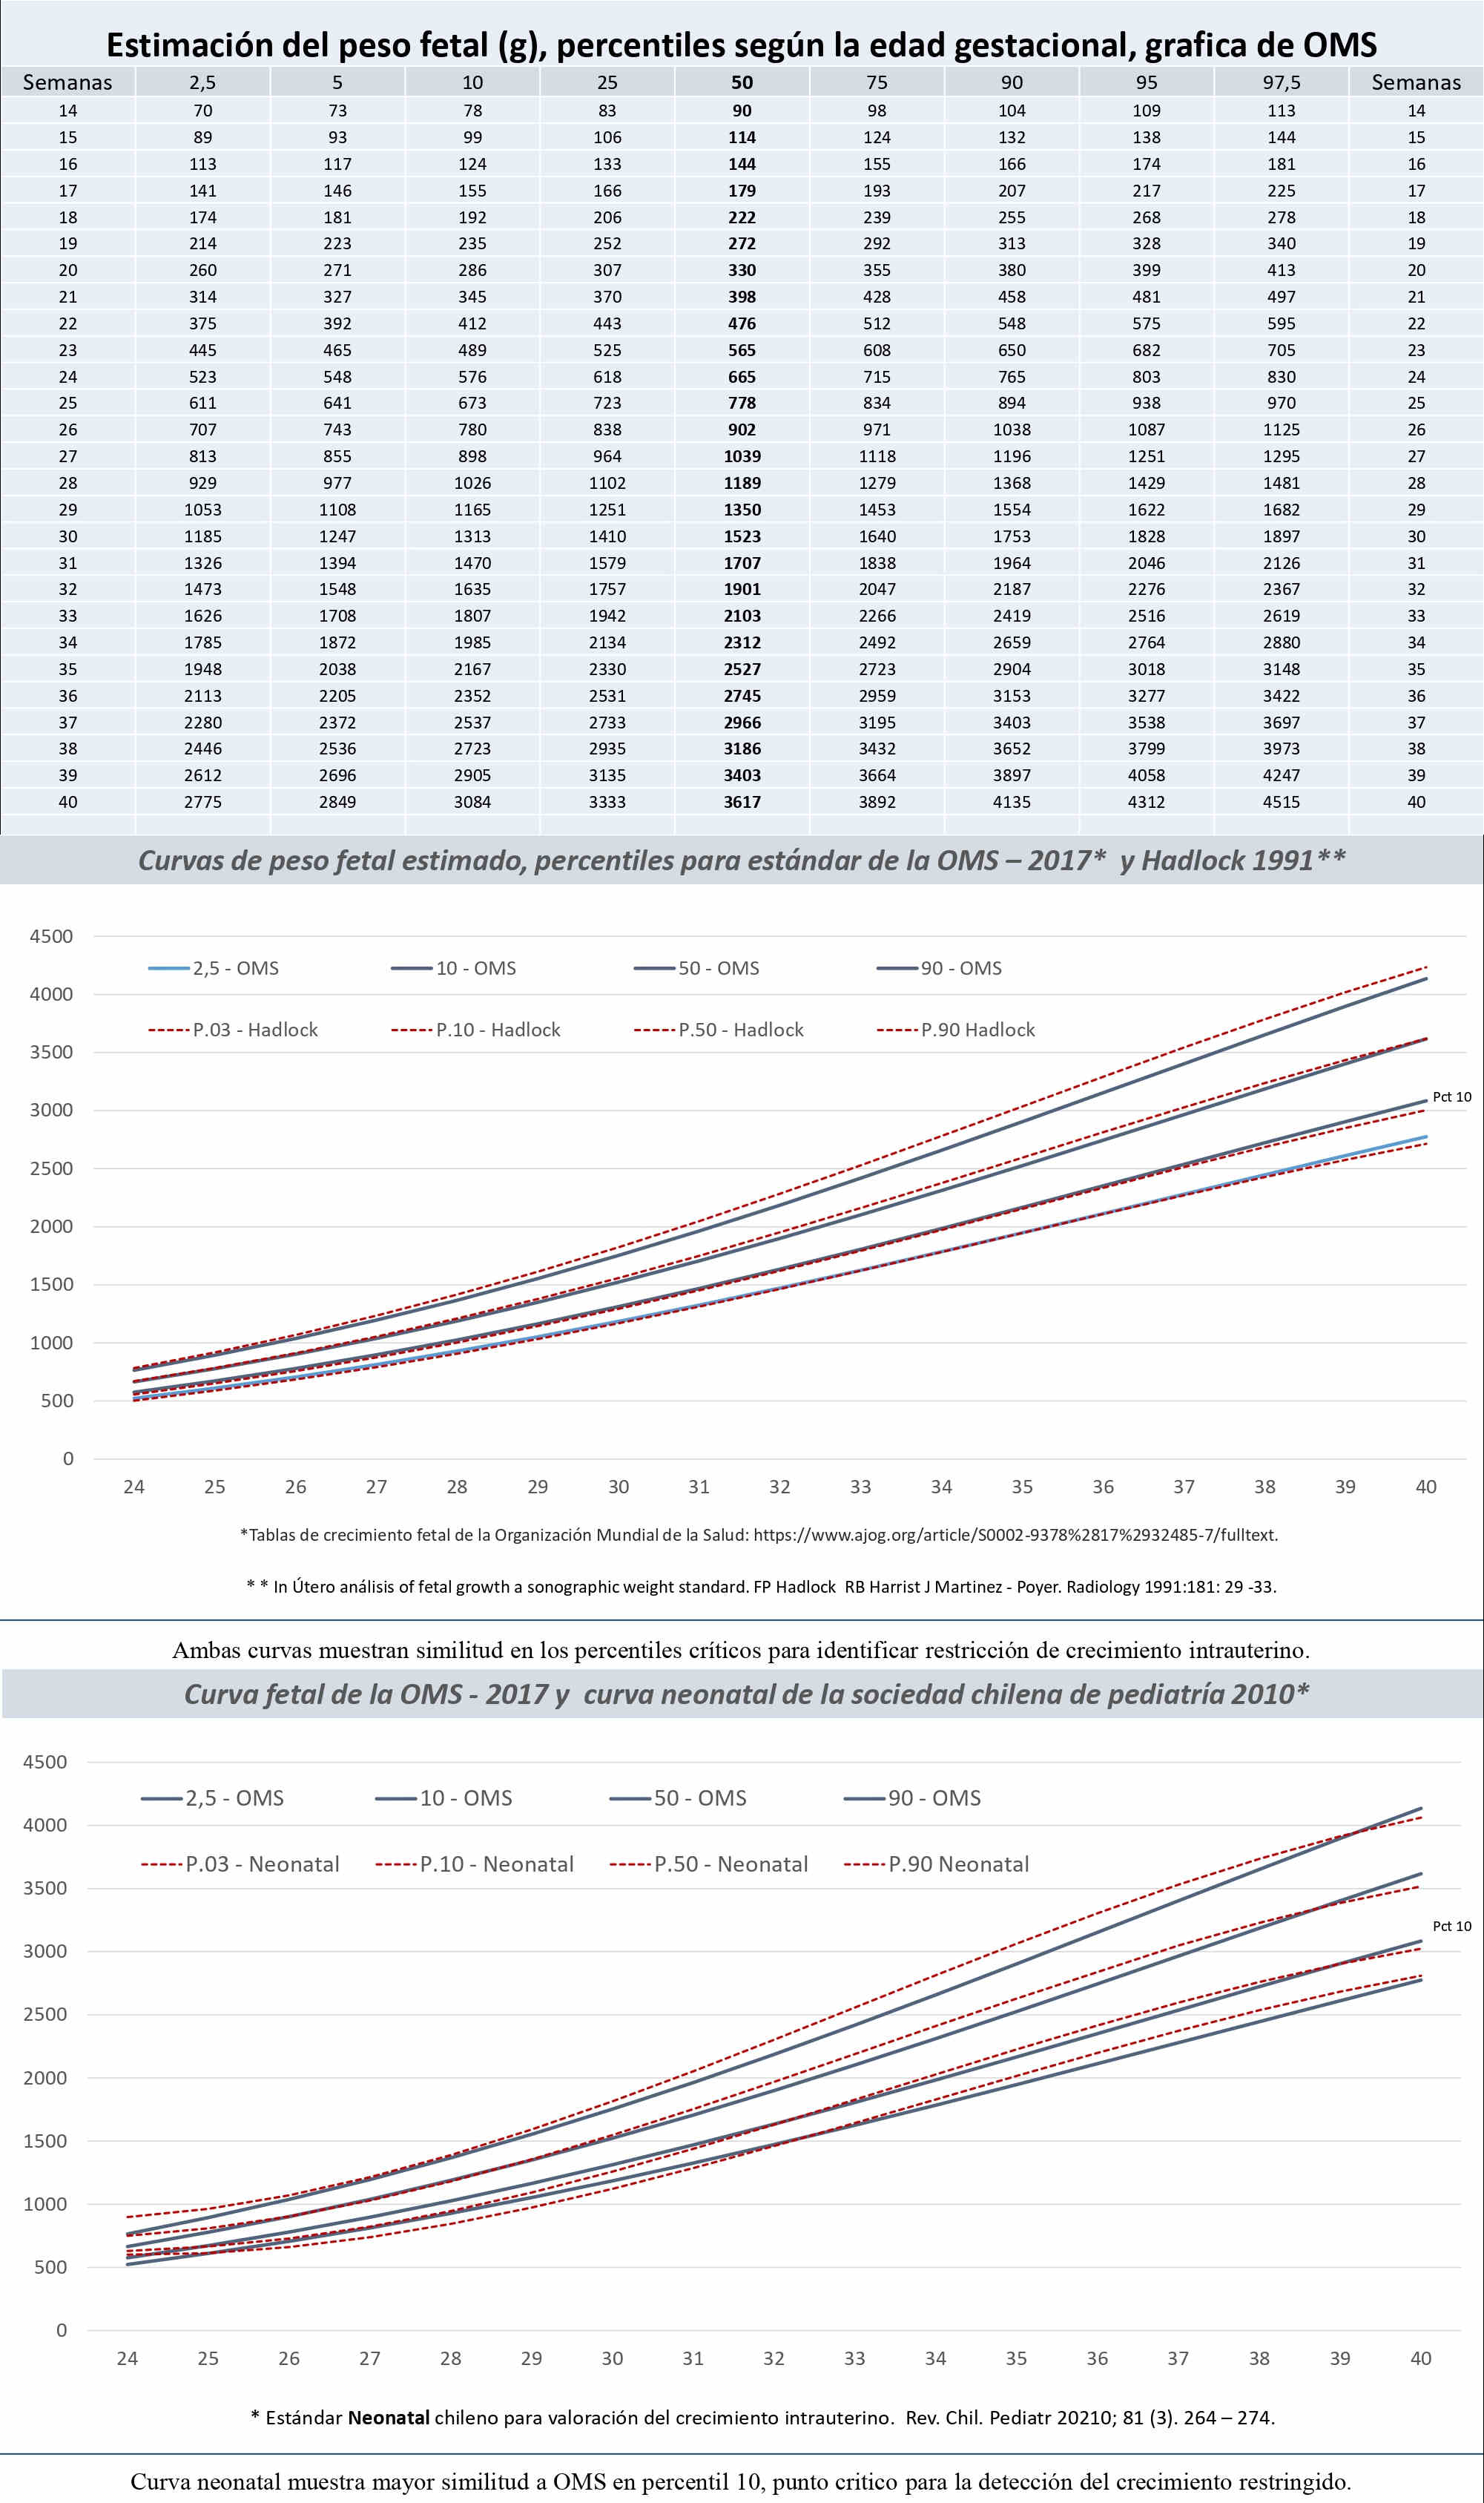 Estimación del peso fetal (g), percentiles según la edad gestacional, grafica de OMS
Semanas 2,5 5 10 25 50 75 90 95 97,5 Semanas
14 70 73 78 83 90 98 104 109 113 14
15 89 93 99 106 114 124 132 138 144 15
16 113 117 124 133 144 155 166 174 181 16
17 141 146 155 166 179 193 207 217 225 17
18 174 181 192 206 222 239 255 268 278 18
19 214 223 235 252 272 292 313 328 340 19
20 260 271 286 307 330 355 380 399 413 20
21 314 327 345 370 398 428 458 481 497 21
22 375 392 412 443 476 512 548 575 595 22
23 445 465 489 525 565 608 650 682 705 23
24 523 548 576 618 665 715 765 803 830 24
25 611 641 673 723 778 834 894 938 970 25
26 707 743 780 838 902 971 1038 1087 1125 26
27 813 855 898 964 1039 1118 1196 1251 1295 27
28 929 977 1026 1102 1189 1279 1368 1429 1481 28
29 1053 1108 1165 1251 1350 1453 1554 1622 1682 29
30 1185 1247 1313 1410 1523 1640 1753 1828 1897 30
31 1326 1394 1470 1579 1707 1838 1964 2046 2126 31
32 1473 1548 1635 1757 1901 2047 2187 2276 2367 32
33 1626 1708 1807 1942 2103 2266 2419 2516 2619 33
34 1785 1872 1985 2134 2312 2492 2659 2764 2880 34
35 1948 2038 2167 2330 2527 2723 2904 3018 3148 35
36 2113 2205 2352 2531 2745 2959 3153 3277 3422 36
37 2280 2372 2537 2733 2966 3195 3403 3538 3697 37
38 2446 2536 2723 2935 3186 3432 3652 3799 3973 38
39 2612 2696 2905 3135 3403 3664 3897 4058 4247 39
40 2775 2849 3084 3333 3617 3892 4135 4312 4515 40
Curvas de peso fetal estimado, percentiles para estándar de la OMS – 2017* y Hadlock 1991**
4500
2,5 - OMS 10 - OMS 50 - OMS 90 - OMS
4000
P.03 - Hadlock P.10 - Hadlock P.50 - Hadlock P.90 Hadlock
3500
3000
Pct 10
2500
2000
1500
1000
500
0
24 25 26 27 28 29 30 31 32 33 34 35 36 37 38 39 40
*Tablas de crecimiento fetal de la Organización Mundial de la Salud: https://www.ajog.org/article/S0002-9378%2817%2932485-7/fulltext.
* * In Útero análisis of fetal growth a sonographic weight standard. FP Hadlock RB Harrist J Martinez - Poyer. Radiology 1991:181: 29 -33.
Ambas curvas muestran similitud en los percentiles críticos para identificar restricción de crecimiento intrauterino.
Curva fetal de la OMS - 2017 y curva neonatal de la sociedad chilena de pediatría 2010*
4500
2,5 - OMS 10 - OMS 50 - OMS 90 - OMS
4000
P.03 - Neonatal P.10 - Neonatal P.50 - Neonatal P.90 Neonatal
3500
Pct 10
3000
2500
2000
1500
1000
500
0
24 25 26 27 28 29 30 31 32 33 34 35 36 37 38 39 40
* Estándar Neonatal chileno para valoración del crecimiento intrauterino. Rev. Chil. Pediatr 20210; 81 (3). 264 – 274.
Curva neonatal muestra mayor similitud a OMS en percentil 10, punto critico para la detección del crecimiento restringido.